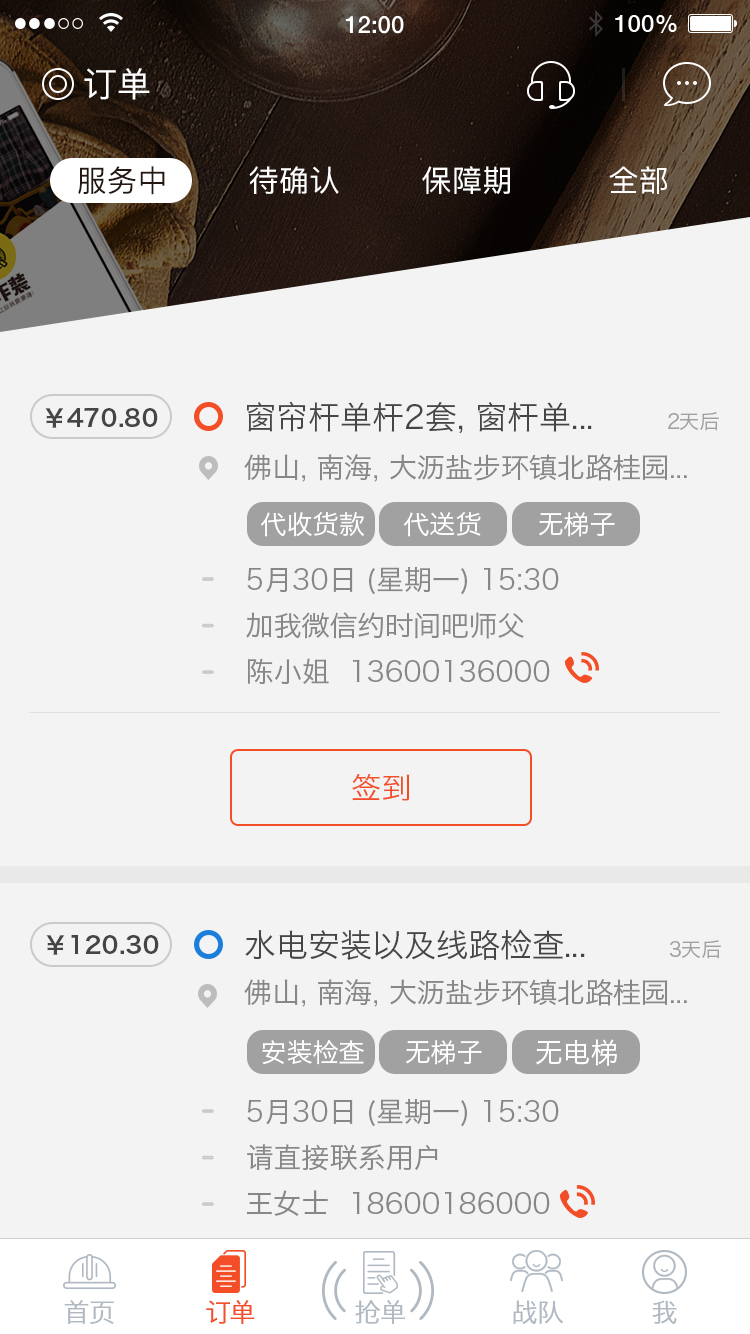 12:00 100%
订单
服务中 待确认 保障期 全部
¥470.80 窗帘杆单杆2套, 窗杆单... 2天后
佛山, 南海, 大沥盐步环镇北路桂园...
代收货款 代送货 无梯子
- 5月30日 (星期一) 15:30
- 加我微信约时间吧师父
- 陈小姐 13600136000
签到
¥120.30 水电安装以及线路检查... 3天后
佛山, 南海, 大沥盐步环镇北路桂园...
安装检查 无梯子 无电梯
- 5月30日 (星期一) 15:30
- 请直接联系用户
- 王女士 18600186000
首页 订单 抢单 战队 我